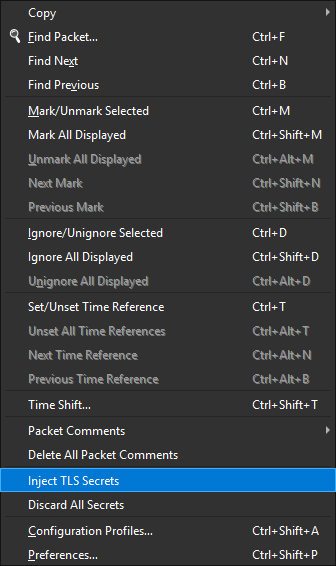 Copy
Find Packet... Ctrl+F
Find Next Ctrl+N
Find Previous Ctrl+B
Mark/Unmark Selected Ctrl+M
Mark All Displayed Ctrl+Shift+M
Unmark All Displayed Ctrl+Alt+M
Next Mark Ctrl+Shift+N
Previous Mark Ctrl+Shift+B
Ignore/Unignore Selected Ctrl+D
Ignore All Displayed Ctrl+Shift+D
Unignore All Displayed Ctrl+Alt+D
Set/Unset Time Reference Ctrl+T
Unset All Time References Ctrl+Alt+T
Next Time Reference Ctrl+Alt+N
Previous Time Reference Ctrl+Alt+B
Time Shift... Ctrl+Shift+T
Packet Comments
Delete All Packet Comments
Inject TLS Secrets
Discard All Secrets
Configuration Profiles... Ctrl+Shift+A
Preferences... Ctrl+Shift+P